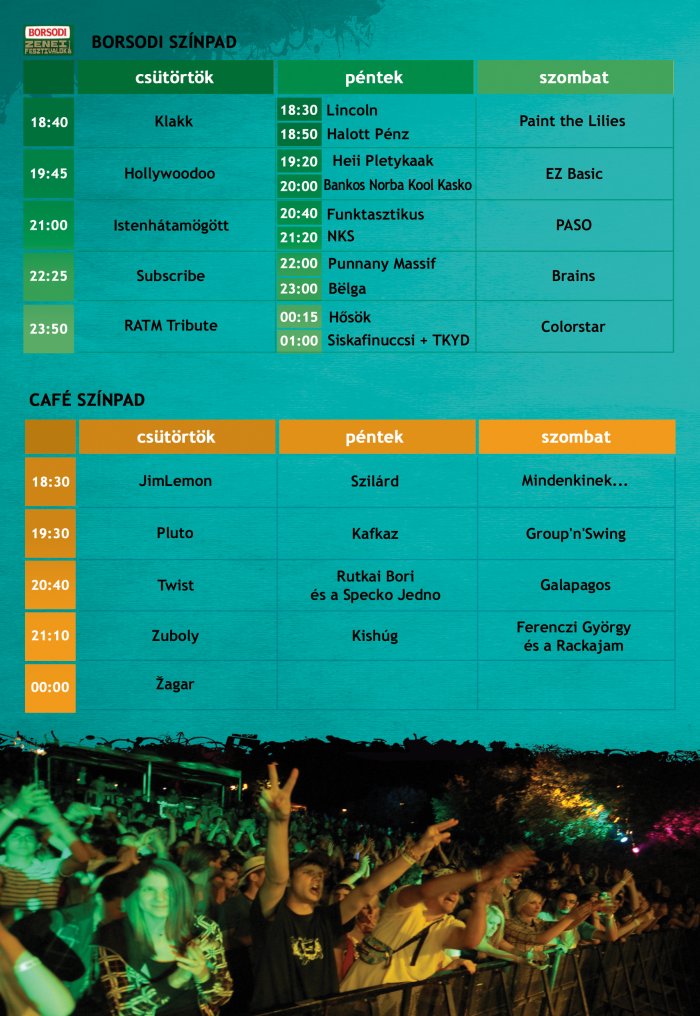 BORSODI
ZENEI
FESZTIVÁLOK
BORSODI SZÍNPAD
csütörtök péntek szombat
18:40 Klakk 18:30 Lincoln Paint the Lilies
18:50 Halott Pénz
19:45 Hollywoodoo 19:20 Heii Pletykaak EZ Basic
20:00 Bankos Norba Kool Kasko
21:00 Istenhátamögött 20:40 Funktasztikus PASO
21:20 NKS
22:25 Subscribe 22:00 Punnany Massif Brains
23:00 Bëlga
23:50 RATM Tribute 00:15 Hősök Colorstar
01:00 Siskafinuccsi + TKYD
CAFÉ SZÍNPAD
csütörtök péntek szombat
18:30 JimLemon Szilárd Mindenkinek...
19:30 Pluto Kafkaz Group'n'Swing
20:40 Twist Rutkai Bori
és a Specko Jedno Galapagos
21:10 Zuboly Kishúg Ferenczi György
és a Rackajam
00:00 Žagar